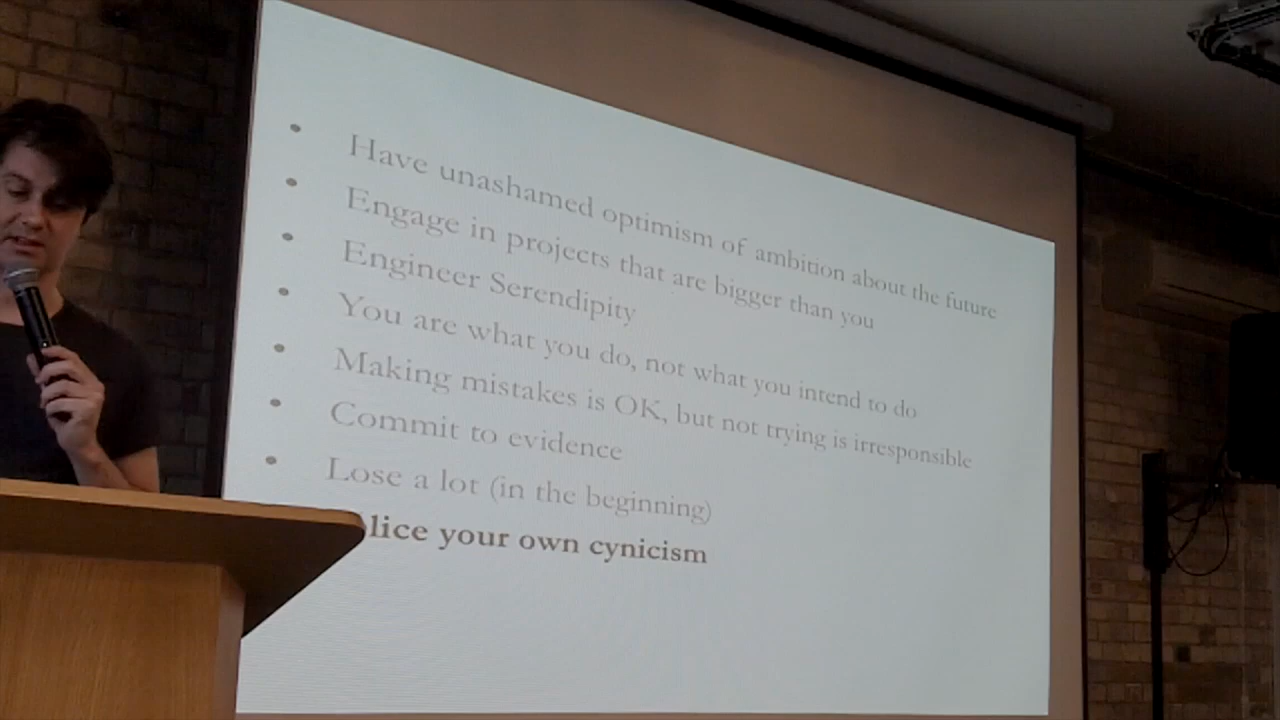 Have unashamed optimism of ambition about the future
Engage in projects that are bigger than you
Engineer Serendipity
You are what you do, not what you intend to do
Making mistakes is OK, but not trying is irresponsible
Commit to evidence
Lose a lot (in the beginning)
lice your own cynicism